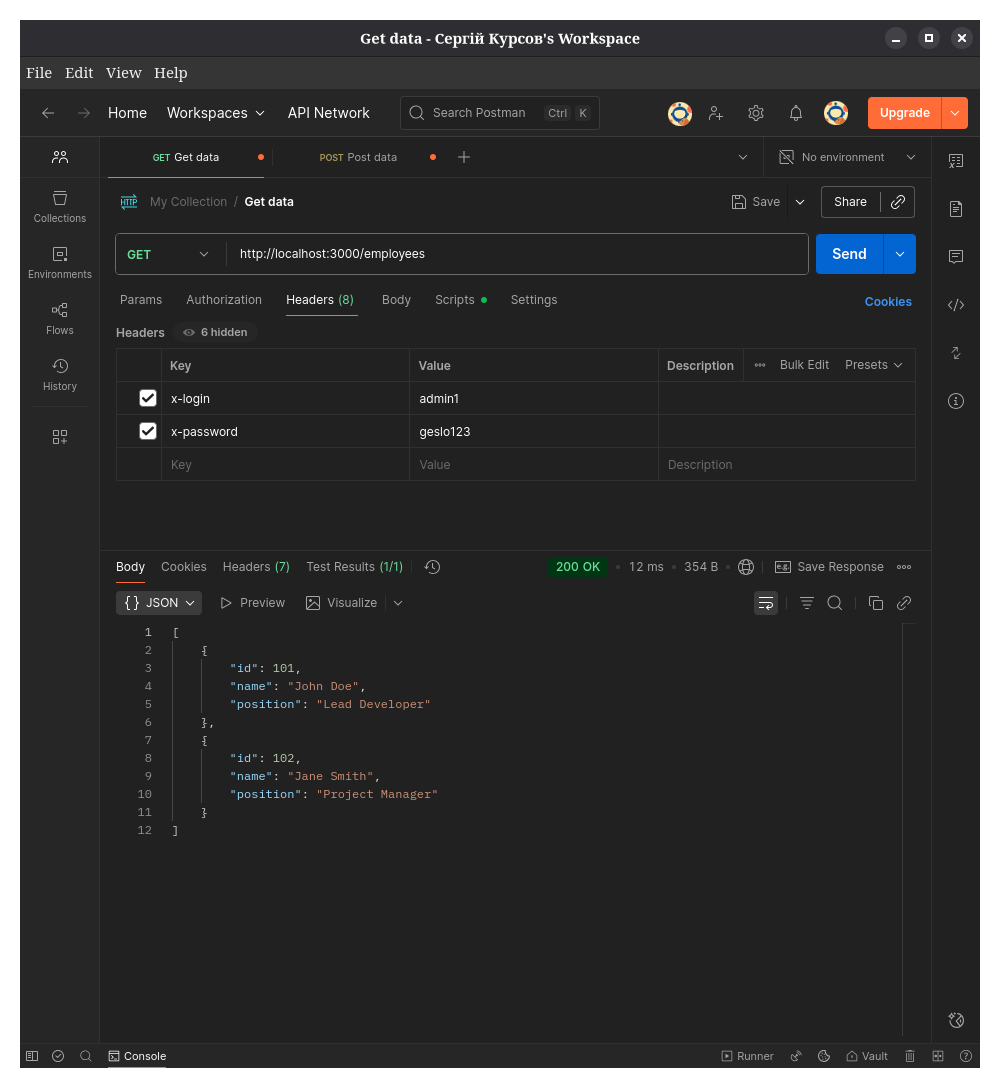 Get data - Сергій Курсов's Workspace
File Edit View Help
Home Workspaces API Network Search Postman Ctrl K Upgrade
GET Get data POST Post data No environment
HTTP My Collection / Get data Save Share
Collections
Environments
Flows
History
GET http://localhost:3000/employees Send
Params Authorization Headers (8) Body Scripts Settings Cookies
Headers 6 hidden
Key Value Description Bulk Edit Presets
x-login admin1
x-password geslo123
Key Value Description
Body Cookies Headers (7) Test Results (1/1) 200 OK 12 ms 354 B e.g. Save Response
{} JSON Preview Visualize
1 [
2 {
3 "id": 101,
4 "name": "John Doe",
5 "position": "Lead Developer"
6 },
7 {
8 "id": 102,
9 "name": "Jane Smith",
10 "position": "Project Manager"
11 }
12 ]
Console Runner Vault